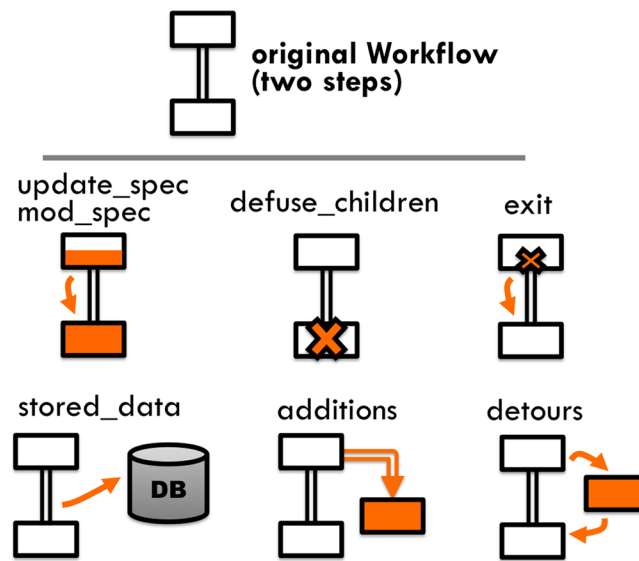 original Workflow
(two steps)
update_spec
mod_spec
defuse_children
exit
stored_data
additions
detours
DB